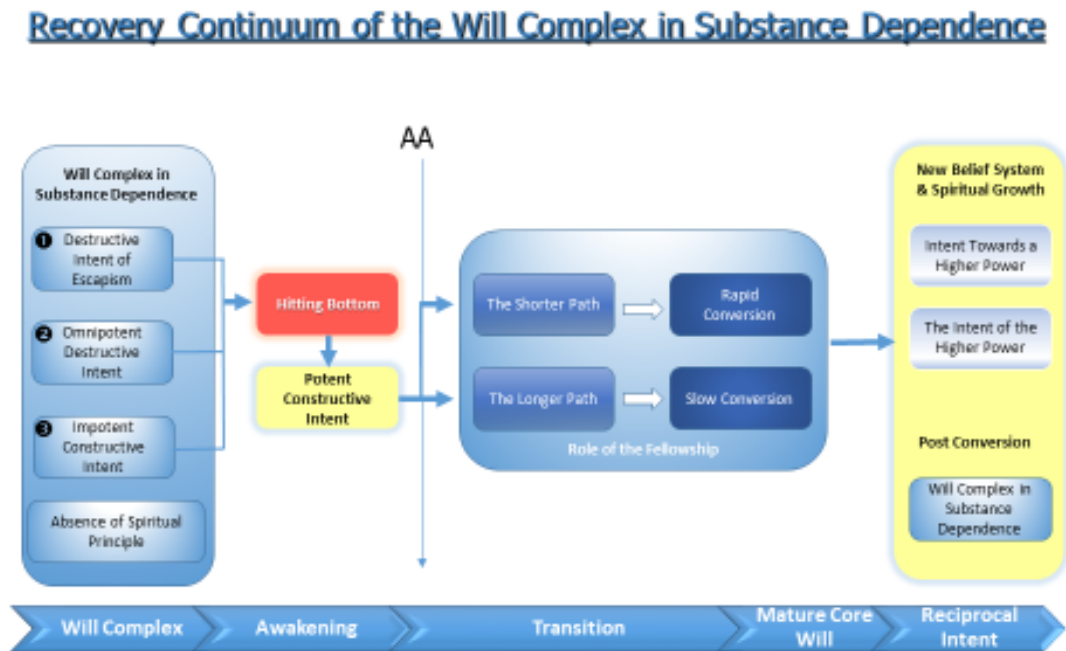 Recovery Continuum of the Will Complex in Substance Dependence
AA
Will Complex in
Substance Dependence
1 Destructive
Intent of
Escapism
2 Omnipotent
Destructive
Intent
3 Impotent
Constructive
Intent
Absence of Spiritual
Principle
Hitting Bottom
Potent
Constructive
Intent
The Shorter Path
Rapid
Conversion
The Longer Path
Slow Conversion
Role of the Fellowship
New Belief System
& Spiritual Growth
Intent Towards a
Higher Power
The Intent of the
Higher Power
Post Conversion
Will Complex in
Substance
Dependence
Will Complex
Awakening
Transition
Mature Core
Will
Reciprocal
Intent